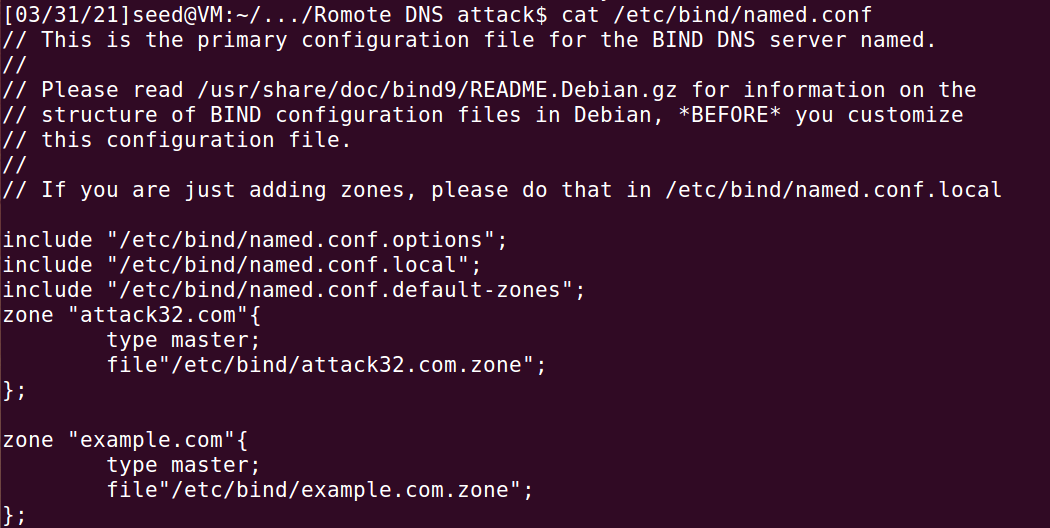 [03/31/21]seed@VM:~/.../Romote DNS attack$ cat /etc/bind/named.conf
// This is the primary configuration file for the BIND DNS server named.
//
// Please read /usr/share/doc/bind9/README.Debian.gz for information on the
// structure of BIND configuration files in Debian, *BEFORE* you customize
// this configuration file.
//
// If you are just adding zones, please do that in /etc/bind/named.conf.local

include "/etc/bind/named.conf.options";
include "/etc/bind/named.conf.local";
include "/etc/bind/named.conf.default-zones";
zone "attack32.com"{
        type master;
        file"/etc/bind/attack32.com.zone";
};

zone "example.com"{
        type master;
        file"/etc/bind/example.com.zone";
};